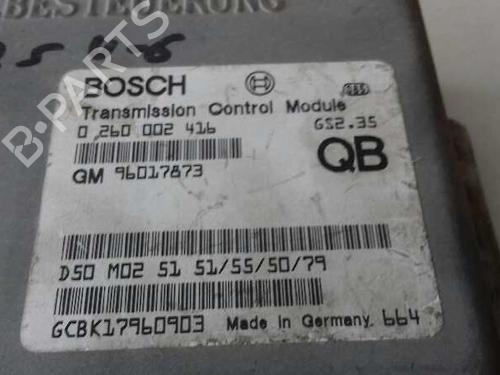 BESTEUERUNG
BOSCH
Transmission Control Module
0 260 002 416 GS2.35
GM 96017873 QB
D50 M02 51 51/55/50/79
GCBK17960903 Made in Germany 664
B-PARTS